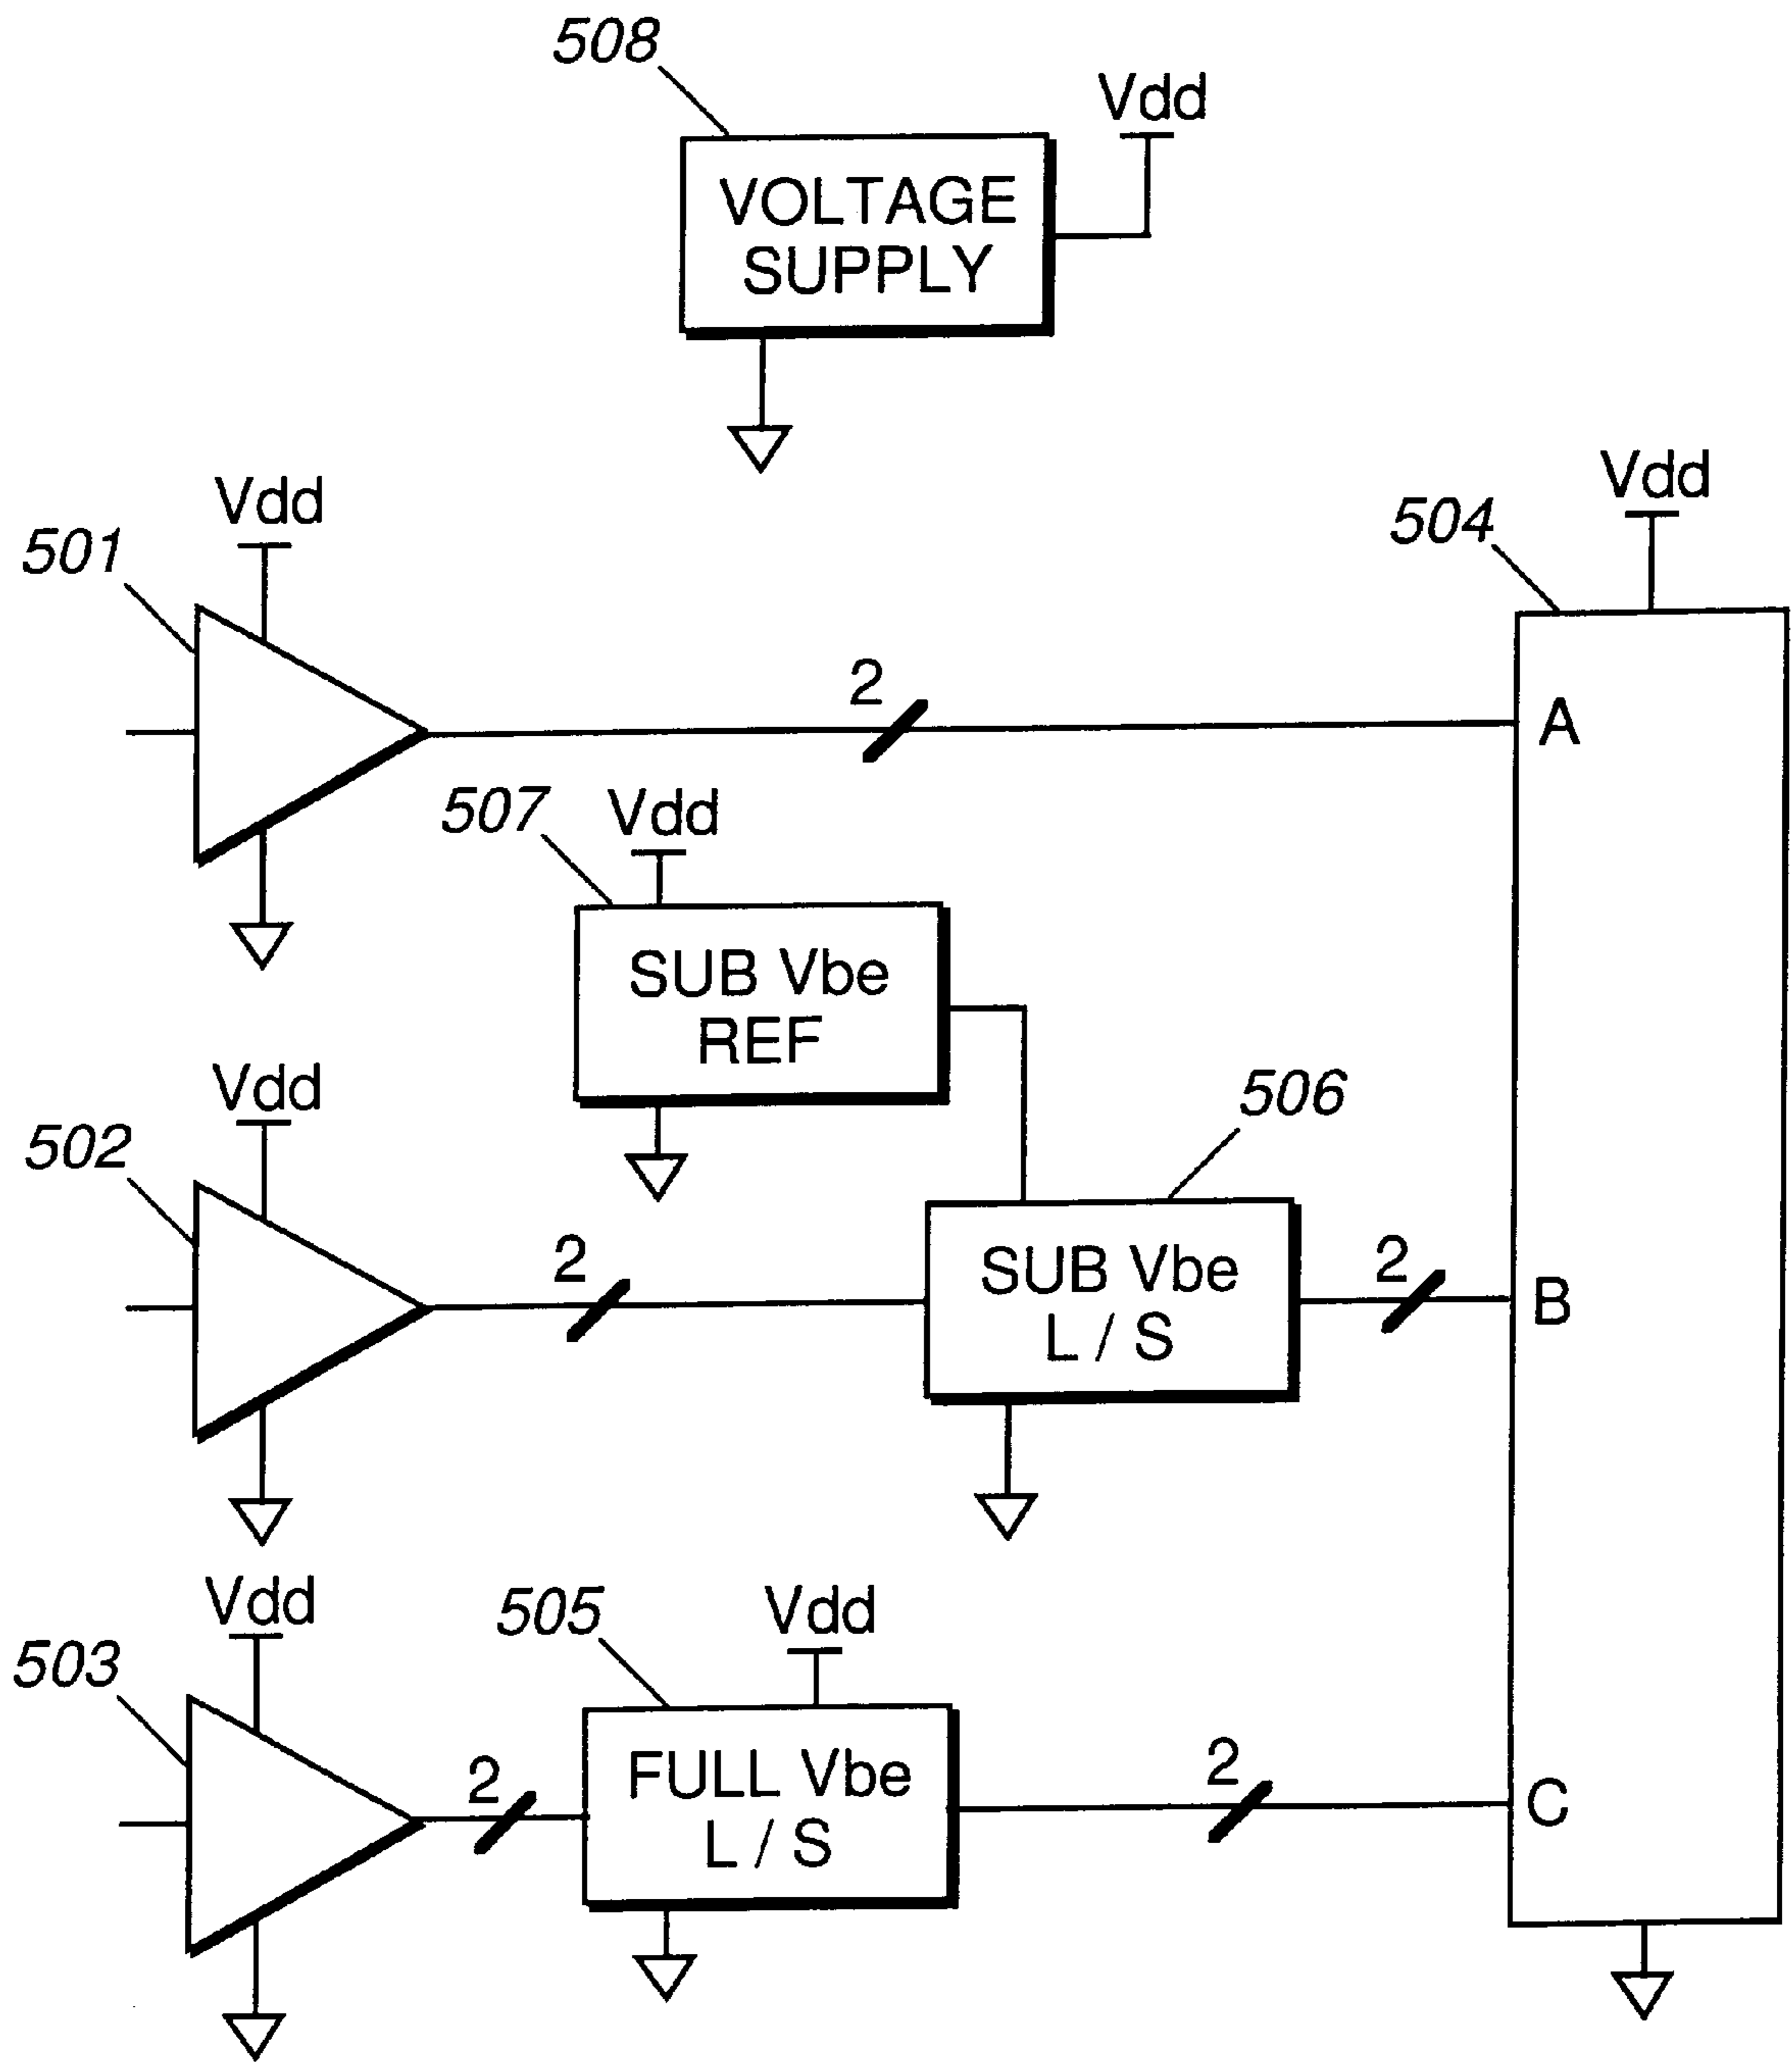 508
Vdd
VOLTAGE
SUPPLY
Vdd
504
Vdd
501
2
A
507
Vdd
SUB Vbe
REF
Vdd
506
502
2
SUB Vbe
L / S
2
B
Vdd
505
Vdd
503
2
FULL Vbe
L / S
2
C